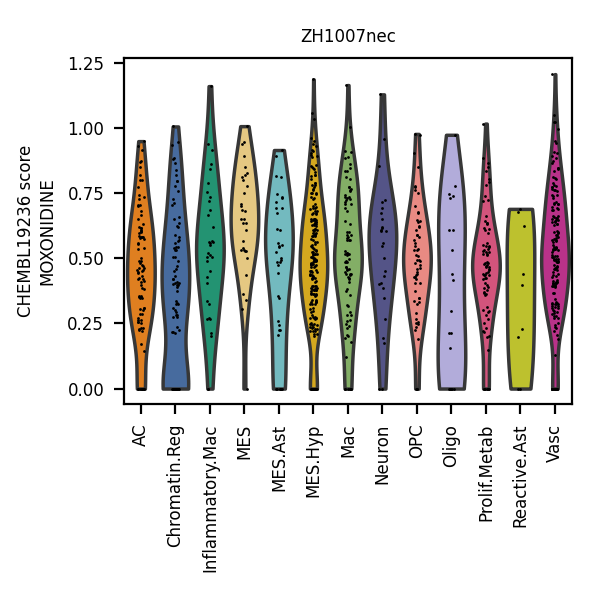 ZH1007nec
CHEMBL19236 score
MOXONIDINE
1.25
1.00
0.75
0.50
0.25
0.00
AC
Chromatin.Reg
Inflammatory.Mac
MES
MES.Ast
MES.Hyp
Mac
Neuron
OPC
Oligo
Prolif.Metab
Reactive.Ast
Vasc